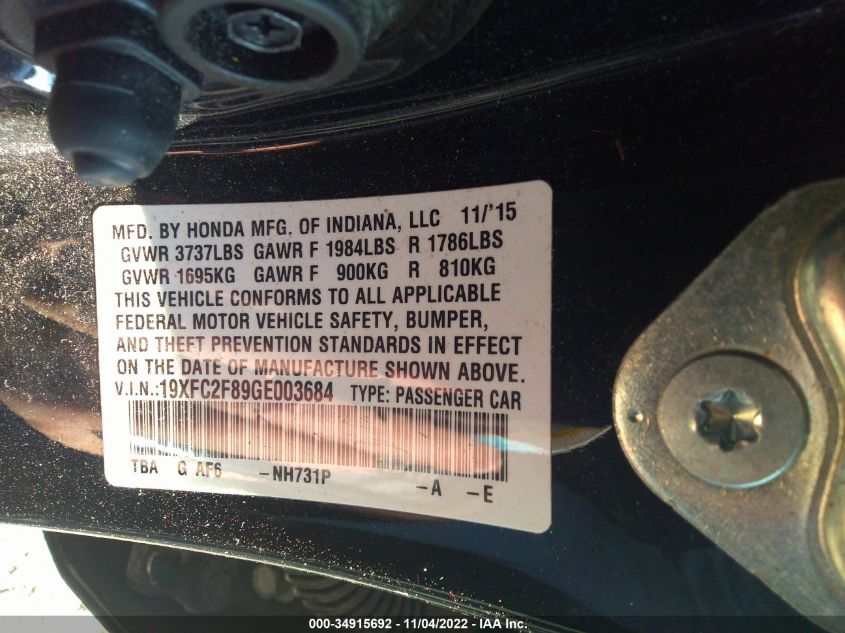 MFD. BY HONDA MFG. OF INDIANA, LLC 11/'15
GVWR 3737LBS GAWR F 1984LBS R 1786LBS
GVWR 1695KG GAWR F 900KG R 810KG
THIS VEHICLE CONFORMS TO ALL APPLICABLE
FEDERAL MOTOR VEHICLE SAFETY, BUMPER,
AND THEFT PREVENTION STANDARDS IN EFFECT
ON THE DATE OF MANUFACTURE SHOWN ABOVE.
V.I.N.:19XFC2F89GE003684 TYPE: PASSENGER CAR
TBA G AF6 -NH731P -A -E
000-34915692 - 11/04/2022 - IAA Inc.